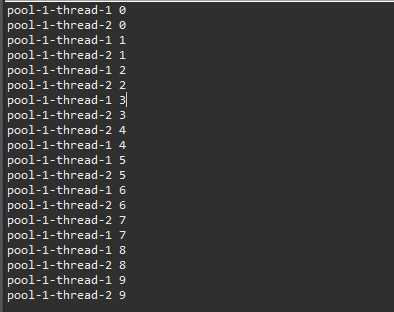 pool-1-thread-1 0
pool-1-thread-2 0
pool-1-thread-1 1
pool-1-thread-2 1
pool-1-thread-1 2
pool-1-thread-2 2
pool-1-thread-1 3
pool-1-thread-2 3
pool-1-thread-2 4
pool-1-thread-1 4
pool-1-thread-1 5
pool-1-thread-2 5
pool-1-thread-1 6
pool-1-thread-2 6
pool-1-thread-2 7
pool-1-thread-1 7
pool-1-thread-1 8
pool-1-thread-2 8
pool-1-thread-1 9
pool-1-thread-2 9